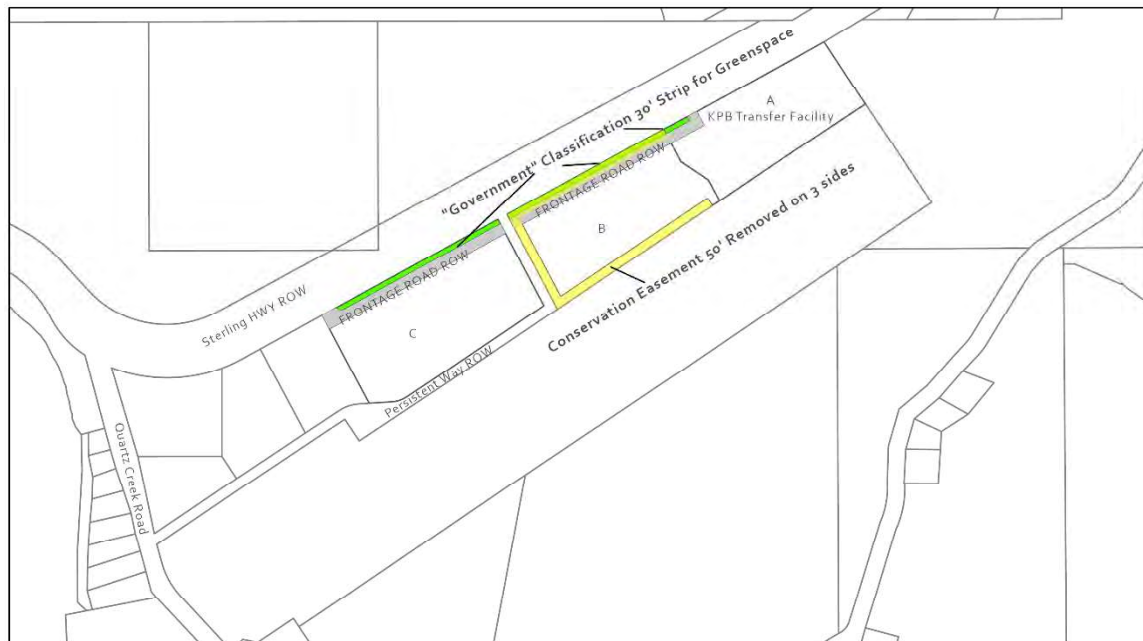 "Government" Classification 30' Strip for Greenspace
A
KPB Transfer Facility
FRONTAGE ROAD ROW
B
Conservation Easement 50' Removed on 3 sides
FRONTAGE ROAD ROW
Sterling HWY ROW
C
Persistent Way ROW
Quartz Creek Road